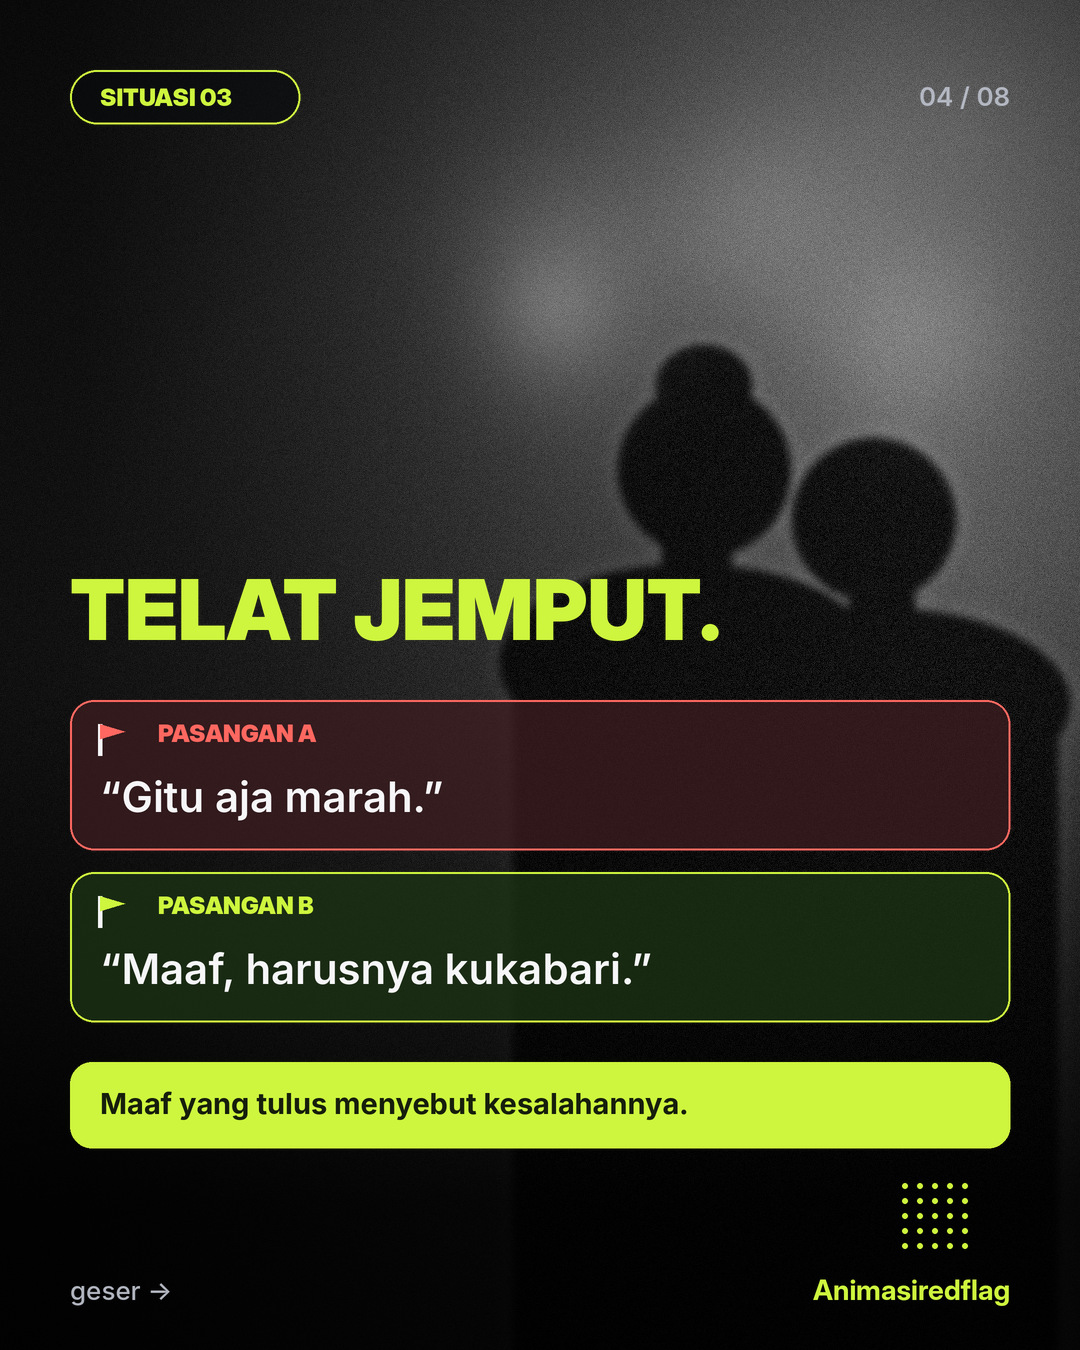 SITUASI 03
04 / 08
TELAT JEMPUT.
PASANGAN A
“Gitu aja marah.”
PASANGAN B
“Maaf, harusnya kukabari.”
Maaf yang tulus menyebut kesalahannya.
geser →
Animasiredflag